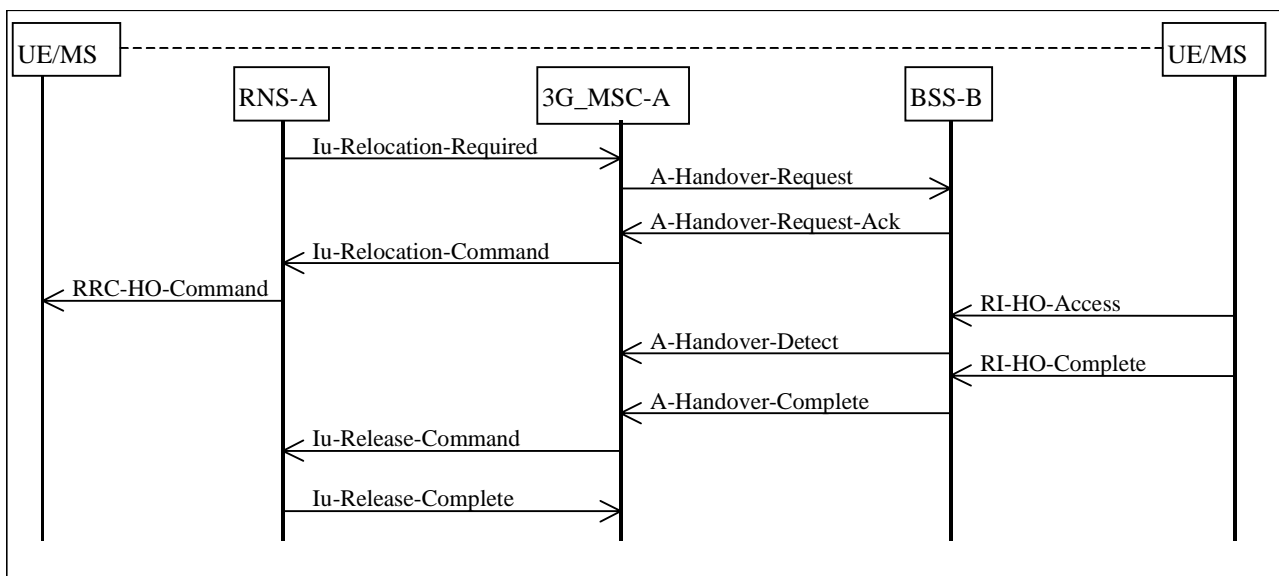 UE/MS
UE/MS
RNS-A
3G_MSC-A
BSS-B
Iu-Relocation-Required
A-Handover-Request
A-Handover-Request-Ack
Iu-Relocation-Command
RRC-HO-Command
RI-HO-Access
A-Handover-Detect
RI-HO-Complete
A-Handover-Complete
Iu-Release-Command
Iu-Release-Complete